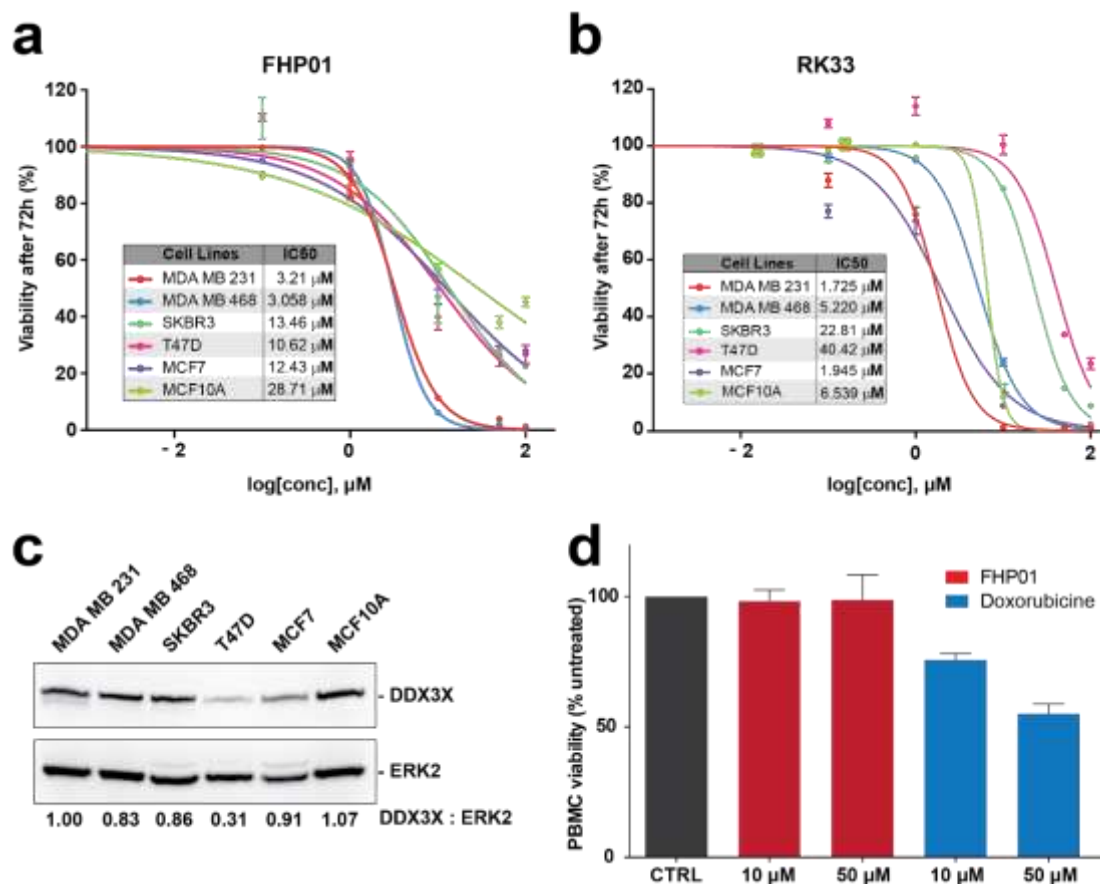 a
FHP01
Viability after 72h (%)
120
100
80
60
40
20
0
- 2
0
2
log[conc], µM
Cell Lines IC50
MDA MB 231 3.21 µM
MDA MB 468 3.058 µM
SKBR3 13.46 µM
T47D 10.62 µM
MCF7 12.43 µM
MCF10A 28.71 µM
b
RK33
Viability after 72h (%)
120
100
80
60
40
20
0
- 2
0
2
log[conc], µM
Cell Lines IC50
MDA MB 231 1.725 µM
MDA MB 468 5.220 µM
SKBR3 22.81 µM
T47D 40.42 µM
MCF7 1.945 µM
MCF10A 6.539 µM
c
MDA MB 231
MDA MB 468
SKBR3
T47D
MCF7
MCF10A
- DDX3X
- ERK2
1.00 0.83 0.86 0.31 0.91 1.07 DDX3X : ERK2
d
PBMC viability (% untreated)
100
50
0
FHP01
Doxorubicine
CTRL 10 µM 50 µM 10 µM 50 µM